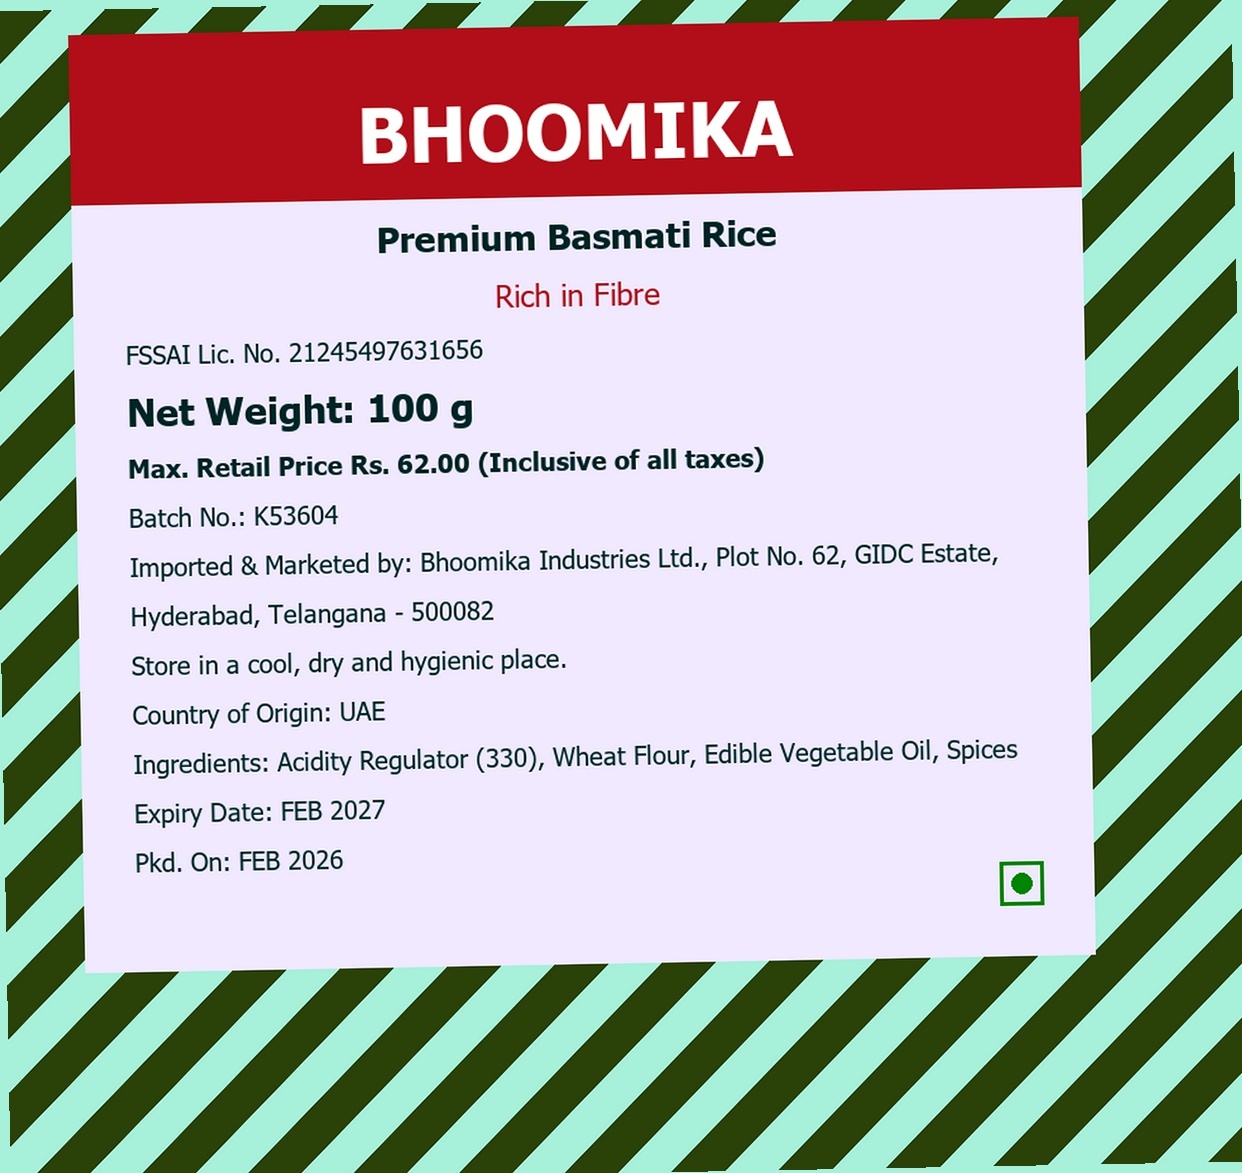 BHOOMIKA
Premium Basmati Rice
Rich in Fibre
FSSAI Lic. No. 21245497631656
Net Weight: 100 g
Max. Retail Price Rs. 62.00 (Inclusive of all taxes)
Batch No.: K53604
Imported & Marketed by: Bhoomika Industries Ltd., Plot No. 62, GIDC Estate,
Hyderabad, Telangana - 500082
Store in a cool, dry and hygienic place.
Country of Origin: UAE
Ingredients: Acidity Regulator (330), Wheat Flour, Edible Vegetable Oil, Spices
Expiry Date: FEB 2027
Pkd. On: FEB 2026